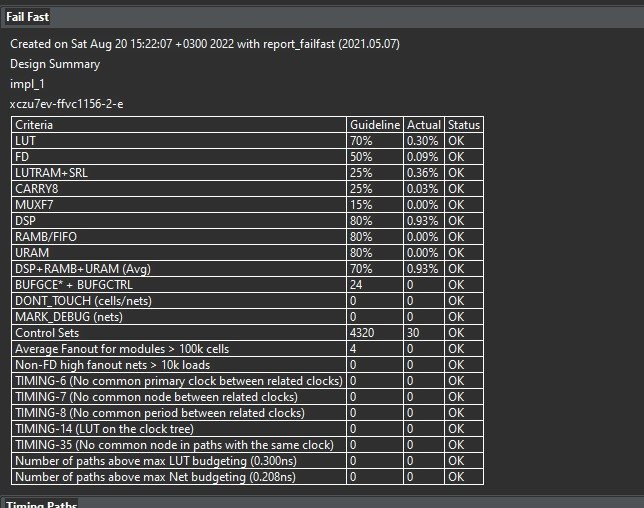 Fail Fast
Created on Sat Aug 20 15:22:07 +0300 2022 with report_failfast (2021.05.07)
Design Summary
impl_1
xczu7ev-ffvc1156-2-e
Criteria Guideline Actual Status
LUT 70% 0.30% OK
FD 50% 0.09% OK
LUTRAM+SRL 25% 0.36% OK
CARRY8 25% 0.03% OK
MUXF7 15% 0.00% OK
DSP 80% 0.93% OK
RAMB/FIFO 80% 0.00% OK
URAM 80% 0.00% OK
DSP+RAMB+URAM (Avg) 70% 0.93% OK
BUFGCE* + BUFGCTRL 24 0 OK
DONT_TOUCH (cells/nets) 0 0 OK
MARK_DEBUG (nets) 0 0 OK
Control Sets 4320 30 OK
Average Fanout for modules > 100k cells 4 0 OK
Non-FD high fanout nets > 10k loads 0 0 OK
TIMING-6 (No common primary clock between related clocks) 0 0 OK
TIMING-7 (No common node between related clocks) 0 0 OK
TIMING-8 (No common period between related clocks) 0 0 OK
TIMING-14 (LUT on the clock tree) 0 0 OK
TIMING-35 (No common node in paths with the same clock) 0 0 OK
Number of paths above max LUT budgeting (0.300ns) 0 0 OK
Number of paths above max Net budgeting (0.208ns) 0 0 OK
Timing Paths